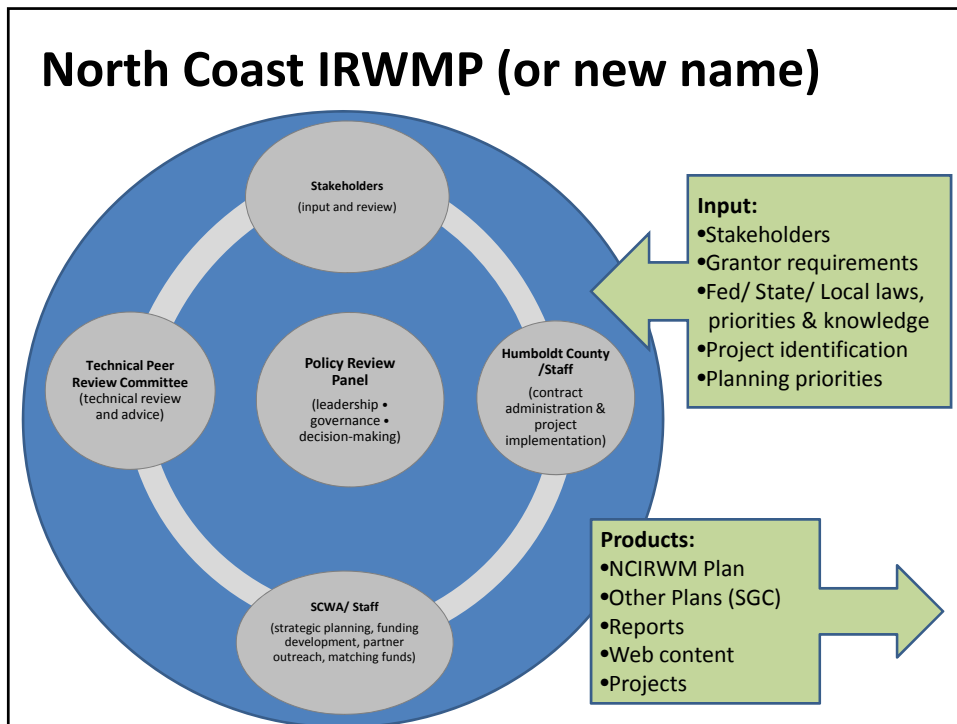 North Coast IRWMP (or new name)
Stakeholders
(input and review)
Technical Peer
Review Committee
(technical review
and advice)
Policy Review
Panel
(leadership •
governance •
decision-making)
Humboldt County
/Staff
(contract
administration &
project
implementation)
SCWA/ Staff
(strategic planning, funding
development, partner
outreach, matching funds)
Input:
•Stakeholders
•Grantor requirements
•Fed/ State/ Local laws,
priorities & knowledge
•Project identification
•Planning priorities
Products:
•NCIRWM Plan
•Other Plans (SGC)
•Reports
•Web content
•Projects